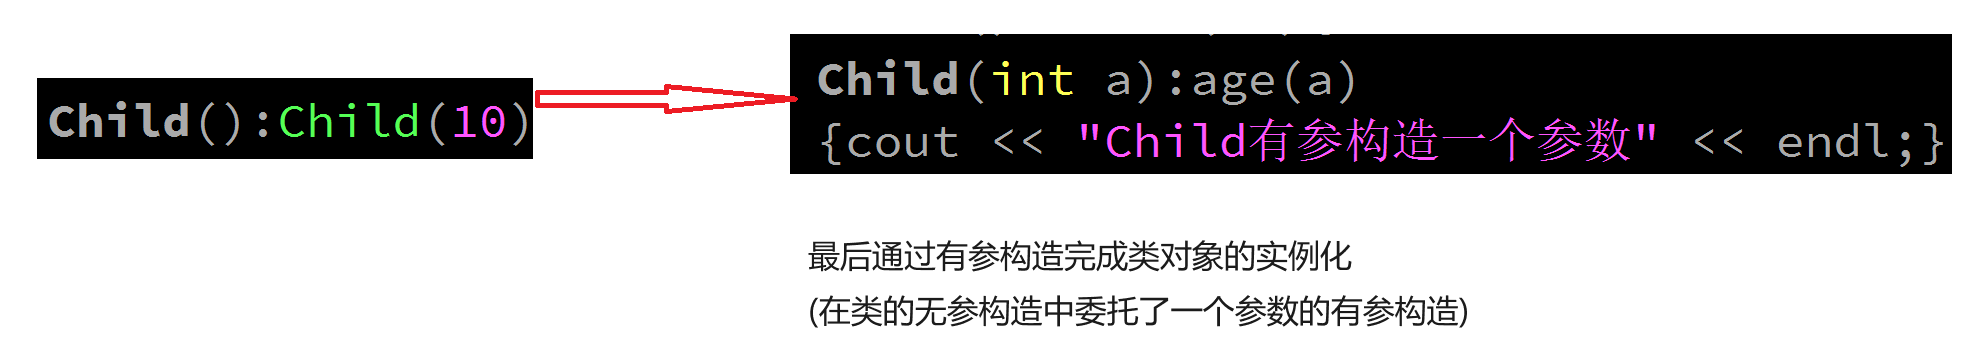 Child():Child(10)
Child(int a):age(a)
{cout << "Child有参构造一个参数" << endl;}
最后通过有参构造完成类对象的实例化
(在类的无参构造中委托了一个参数的有参构造)